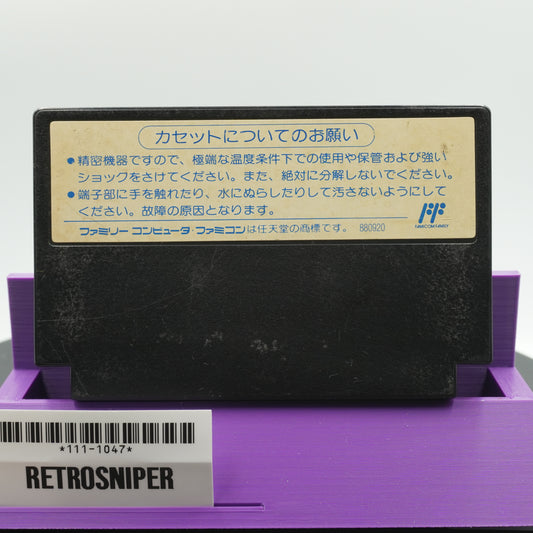 カセットについてのお願い
●精密機器ですので、極端な温度条件下での使用や保管および強い
ショックをさけてください。また、絶対に分解しないでください。
●端子部に手を触れたり、水にぬらしたりして汚さないようにして
ください。故障の原因となります。
FAMICOM FAMILY
ファミリーコンピュータ・ファミコンは任天堂の商標です。 880920
*111-1047*
RETROSNIPER